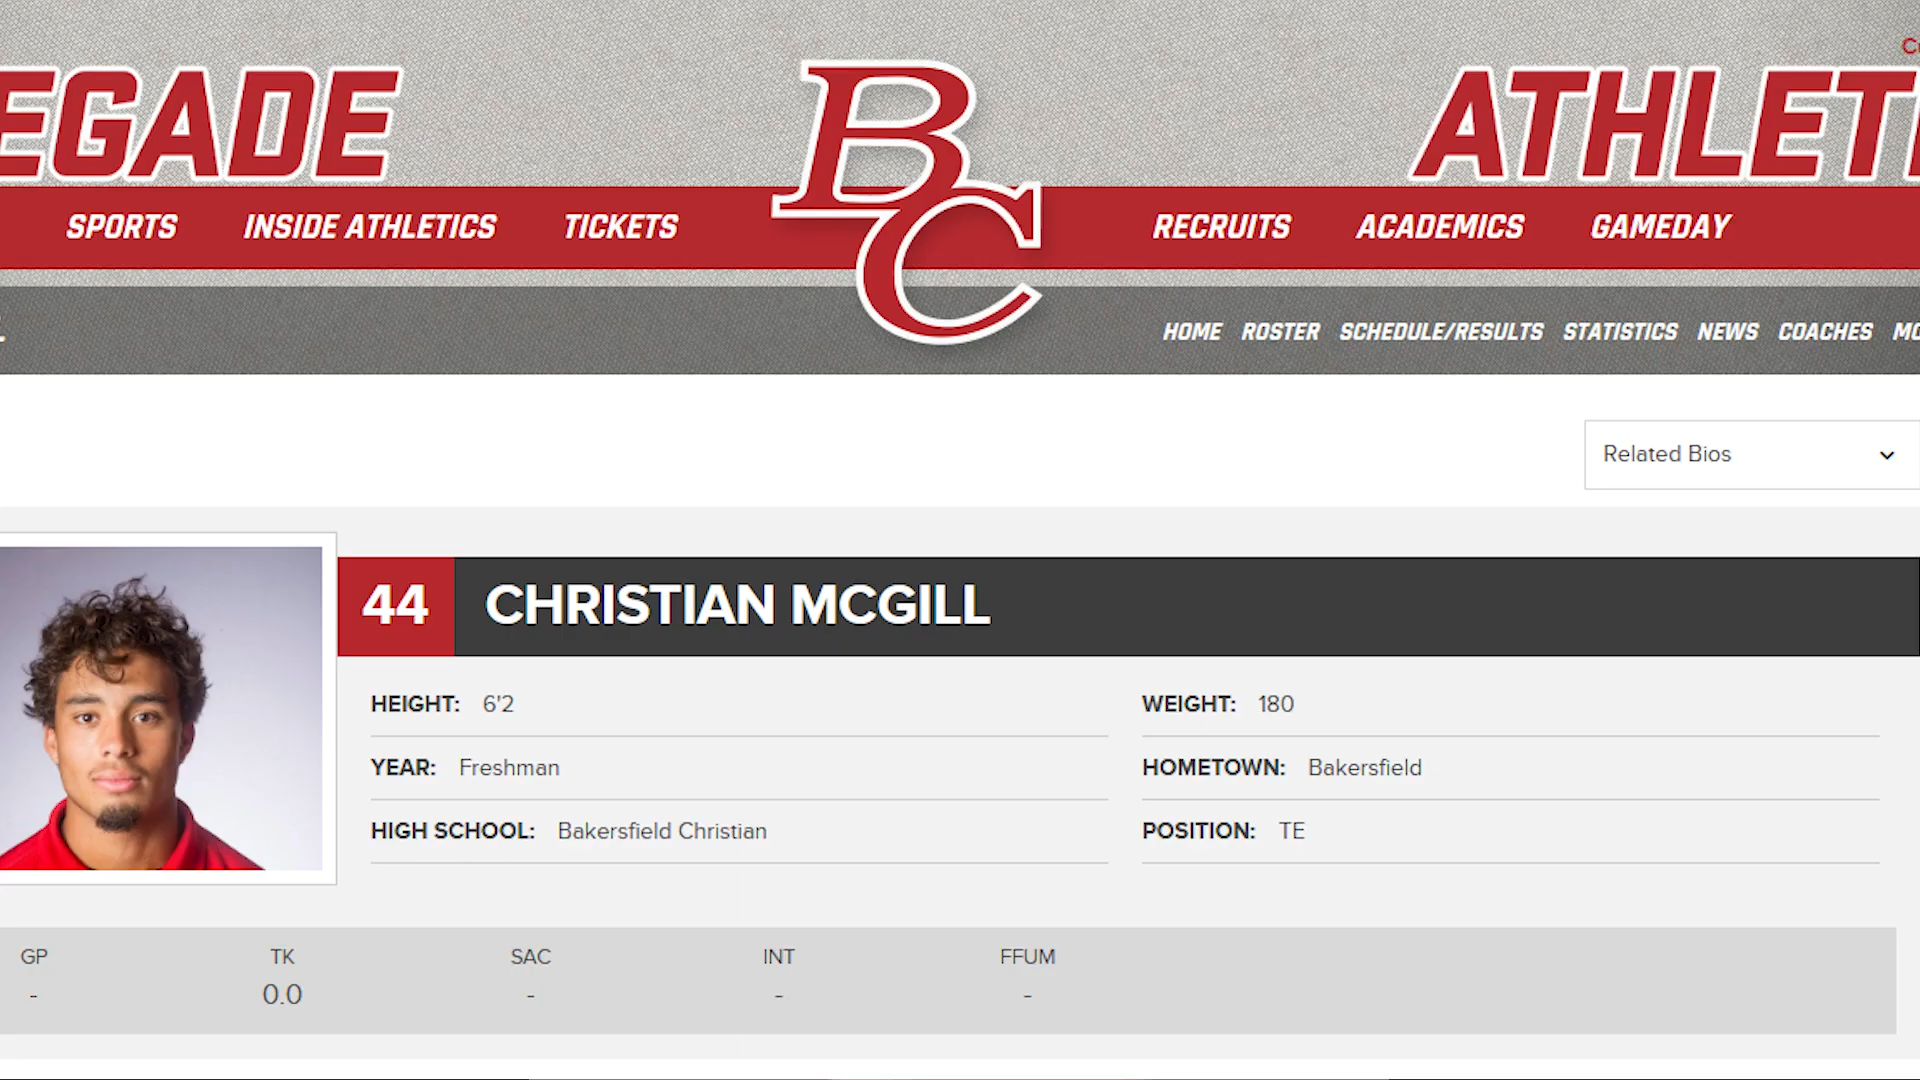 EGADE
BC
ATHLET
SPORTS INSIDE ATHLETICS TICKETS RECRUITS ACADEMICS GAMEDAY
HOME ROSTER SCHEDULE/RESULTS STATISTICS NEWS COACHES
Related Bios
44 CHRISTIAN MCGILL
HEIGHT: 6'2 WEIGHT: 180
YEAR: Freshman HOMETOWN: Bakersfield
HIGH SCHOOL: Bakersfield Christian POSITION: TE
GP TK SAC INT FFUM
- 0.0 - - -